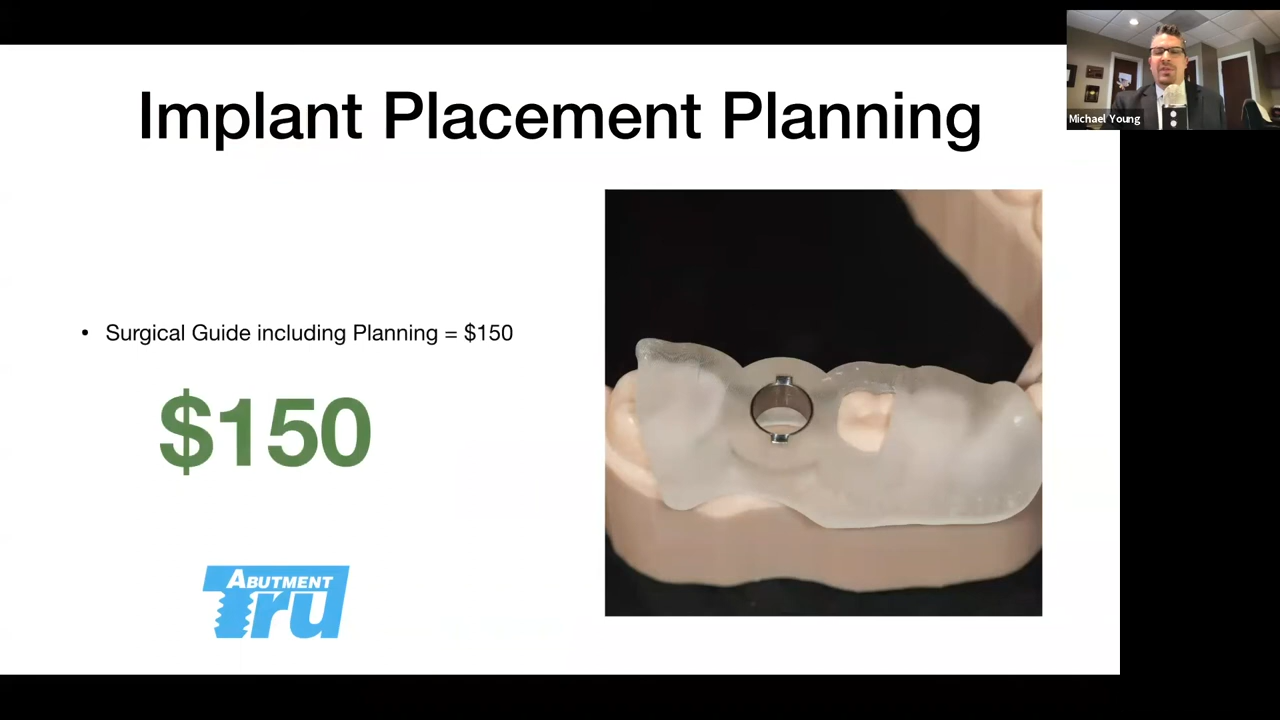 Implant Placement Planning
Michael Young
• Surgical Guide including Planning = $150
$150
ABUTMENT
Tru